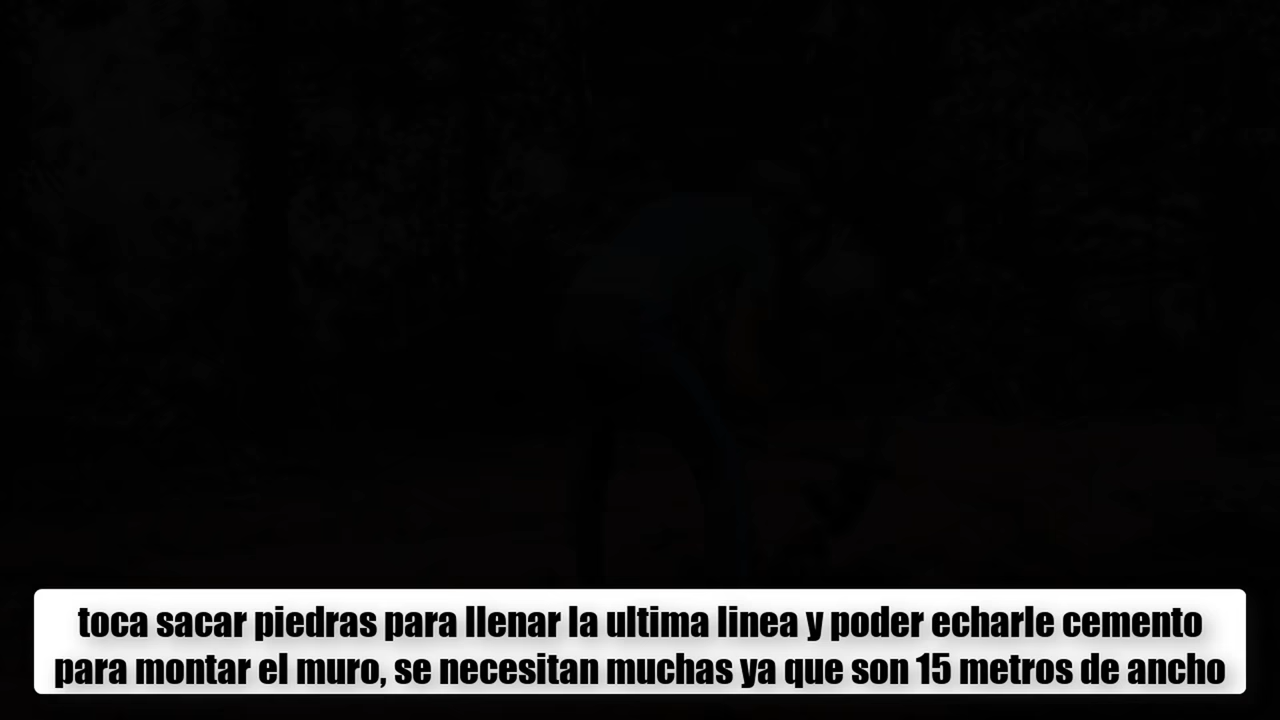 toca sacar piedras para llenar la ultima linea y poder echarle cemento
para montar el muro, se necesitan muchas ya que son 15 metros de ancho